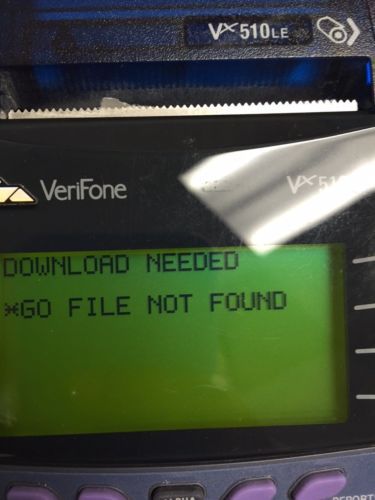 Vx510LE
VeriFone
DOWNLOAD NEEDED
*GO FILE NOT FOUND